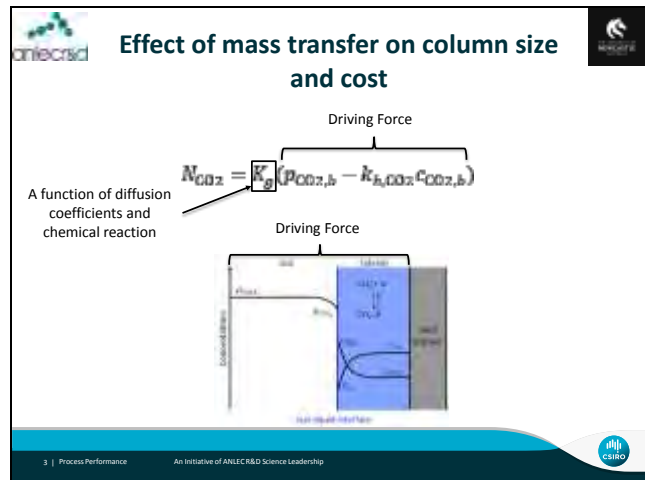 anlecr&d
Effect of mass transfer on column size
and cost
Driving Force
N_CO2 = K_g(p_CO2,b − k_h,CO2 c_CO2,b)
A function of diffusion
coefficients and
chemical reaction
Driving Force
3 | Process Performance An Initiative of ANLEC R&D Science Leadership
CSIRO